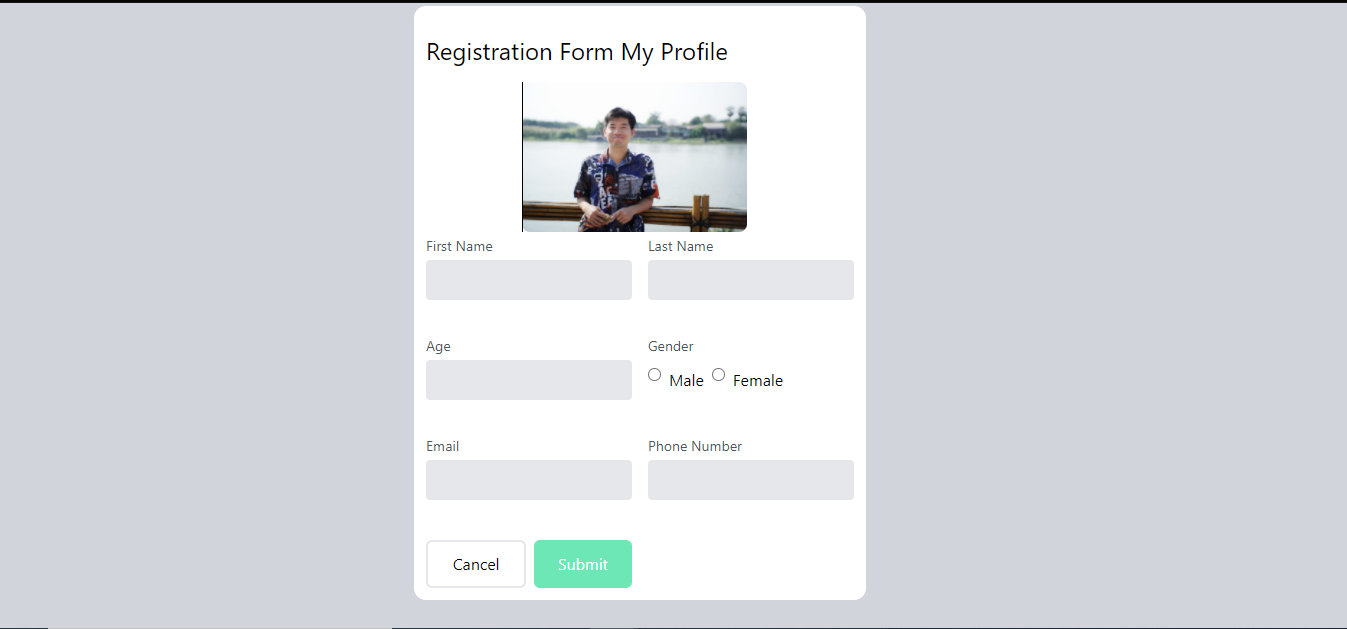 Registration Form My Profile
First Name Last Name
Age Gender
Male Female
Email Phone Number
Cancel Submit